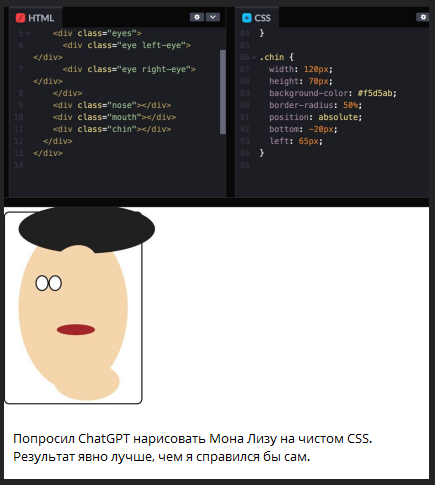 HTML
5 <div class="eyes">
6 <div class="eye left-eye">
</div>
7 <div class="eye right-eye">
</div>
8 </div>
9 <div class="nose"></div>
10 <div class="mouth"></div>
11 <div class="chin"></div>
12 </div>
13 </div>
14
CSS
84 }
85
86 .chin {
87 width: 120px;
88 height: 70px;
89 background-color: #f5d5ab;
90 border-radius: 50%;
91 position: absolute;
92 bottom: -20px;
93 left: 65px;
94 }
95
Попросил ChatGPT нарисовать Мона Лизу на чистом CSS.
Результат явно лучше, чем я справился бы сам.